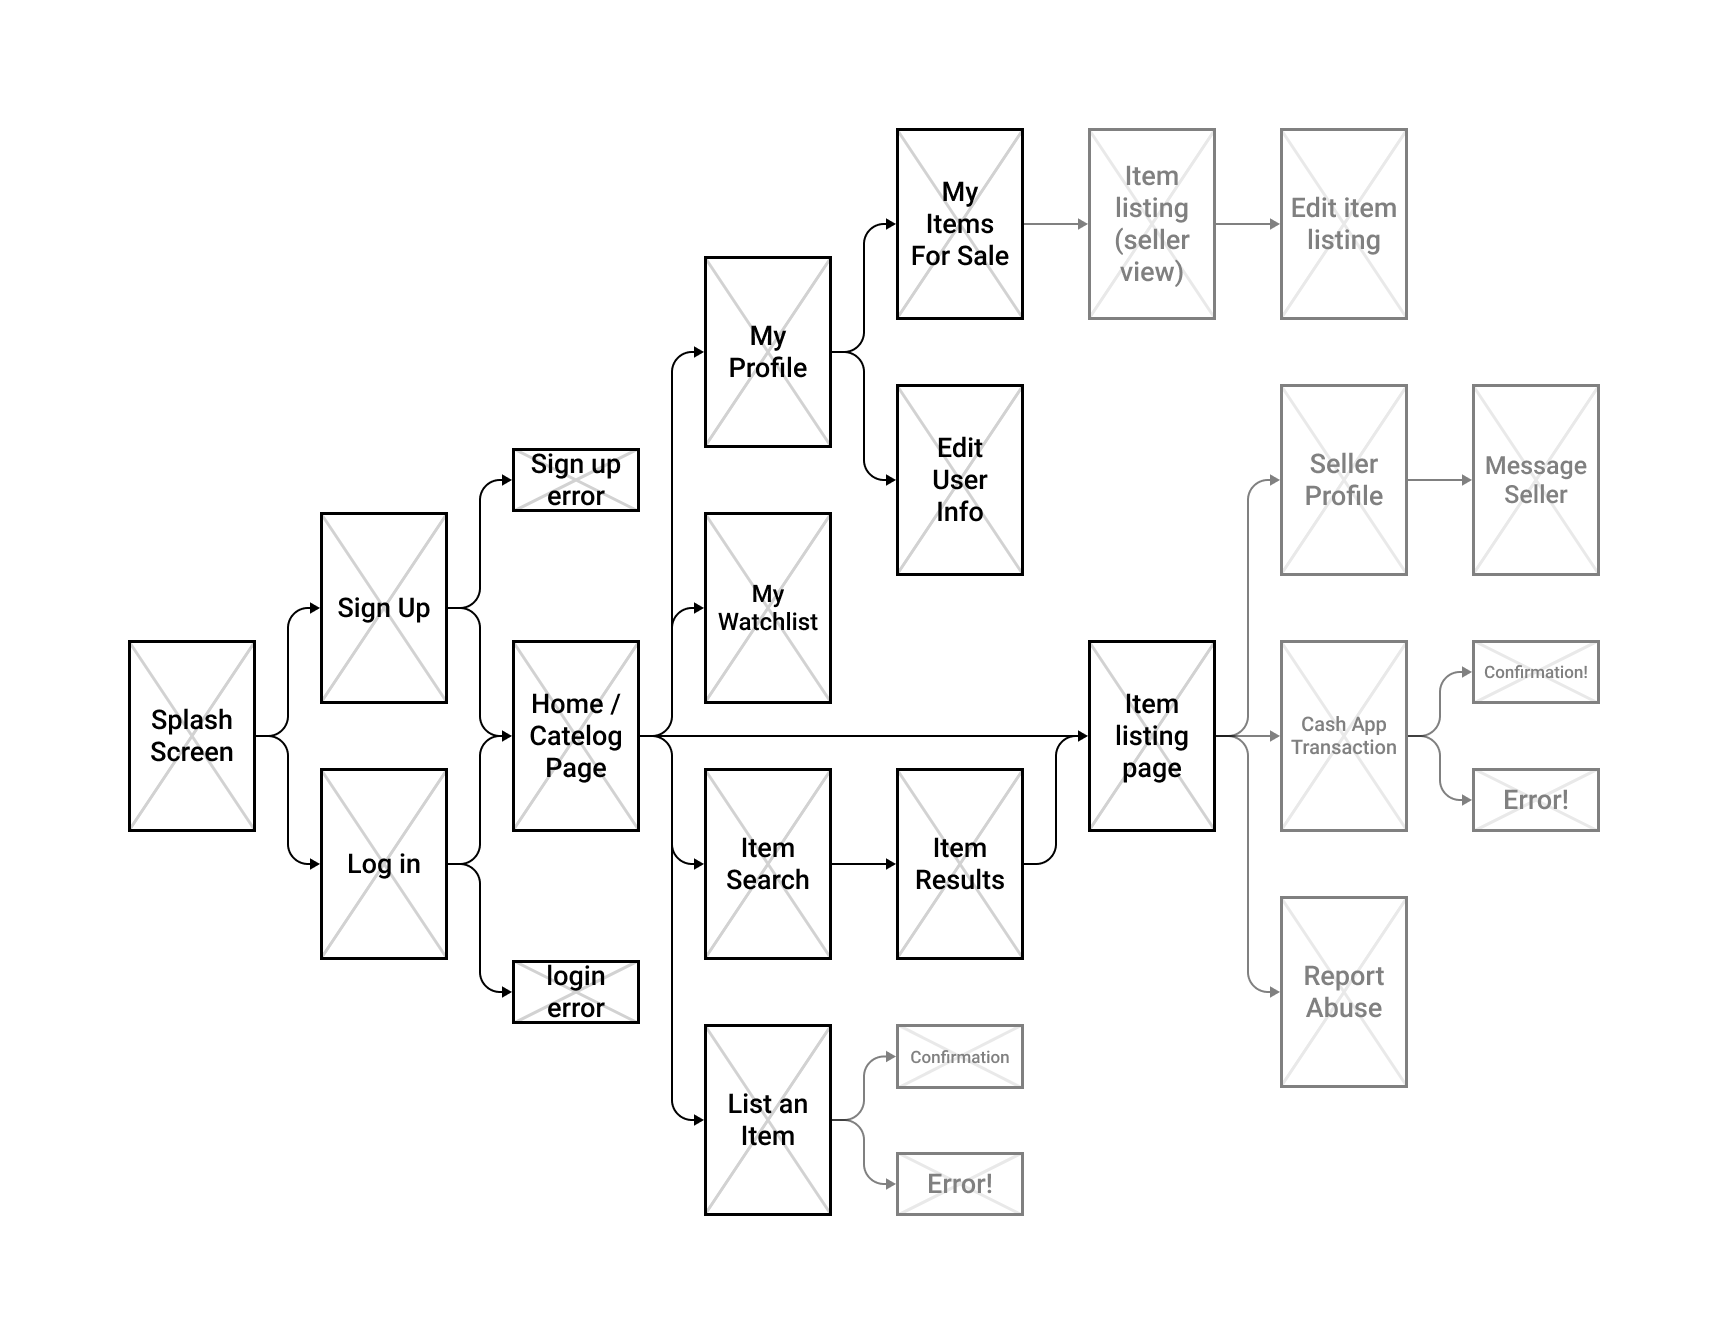 My
Items
For Sale
Item
listing
(seller
view)
Edit item
listing
My
Profile
Edit
User
Info
Seller
Profile
Message
Seller
Sign up
error
Sign Up
My
Watchlist
Splash
Screen
Home /
Catelog
Page
Item
listing
page
Cash App
Transaction
Confirmation!
Error!
Log in
Item
Search
Item
Results
login
error
Report
Abuse
List an
Item
Confirmation
Error!